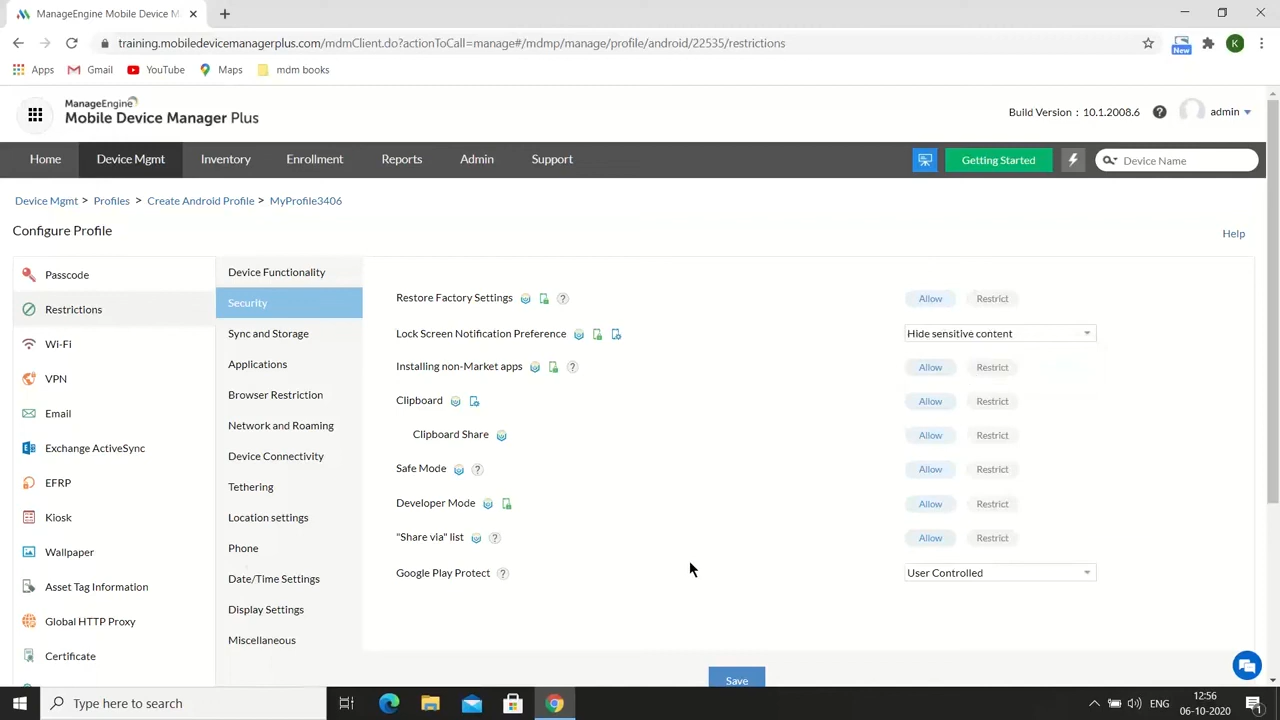 ManageEngine Mobile Device M
training.mobiledevicemanagerplus.com/mdmClient.do?actionToCall=manage#/mdmp/manage/profile/android/22535/restrictions
New
K
Apps
Gmail
YouTube
Maps
mdm books
ManageEngine
Mobile Device Manager Plus
Build Version : 10.1.2008.6
?
admin
Home
Device Mgmt
Inventory
Enrollment
Reports
Admin
Support
Getting Started
Device Name
Device Mgmt > Profiles > Create Android Profile > MyProfile3406
Configure Profile
Help
Passcode
Restrictions
Wi-Fi
VPN
Email
Exchange ActiveSync
EFRP
Kiosk
Wallpaper
Asset Tag Information
Global HTTP Proxy
Certificate
Device Functionality
Security
Sync and Storage
Applications
Browser Restriction
Network and Roaming
Device Connectivity
Tethering
Location settings
Phone
Date/Time Settings
Display Settings
Miscellaneous
Restore Factory Settings ? Allow Restrict
Lock Screen Notification Preference Hide sensitive content
Installing non-Market apps ? Allow Restrict
Clipboard Allow Restrict
Clipboard Share Allow Restrict
Safe Mode ? Allow Restrict
Developer Mode Allow Restrict
"Share via" list ? Allow Restrict
Google Play Protect ? User Controlled
Save
Type here to search
ENG
12:56
06-10-2020
1